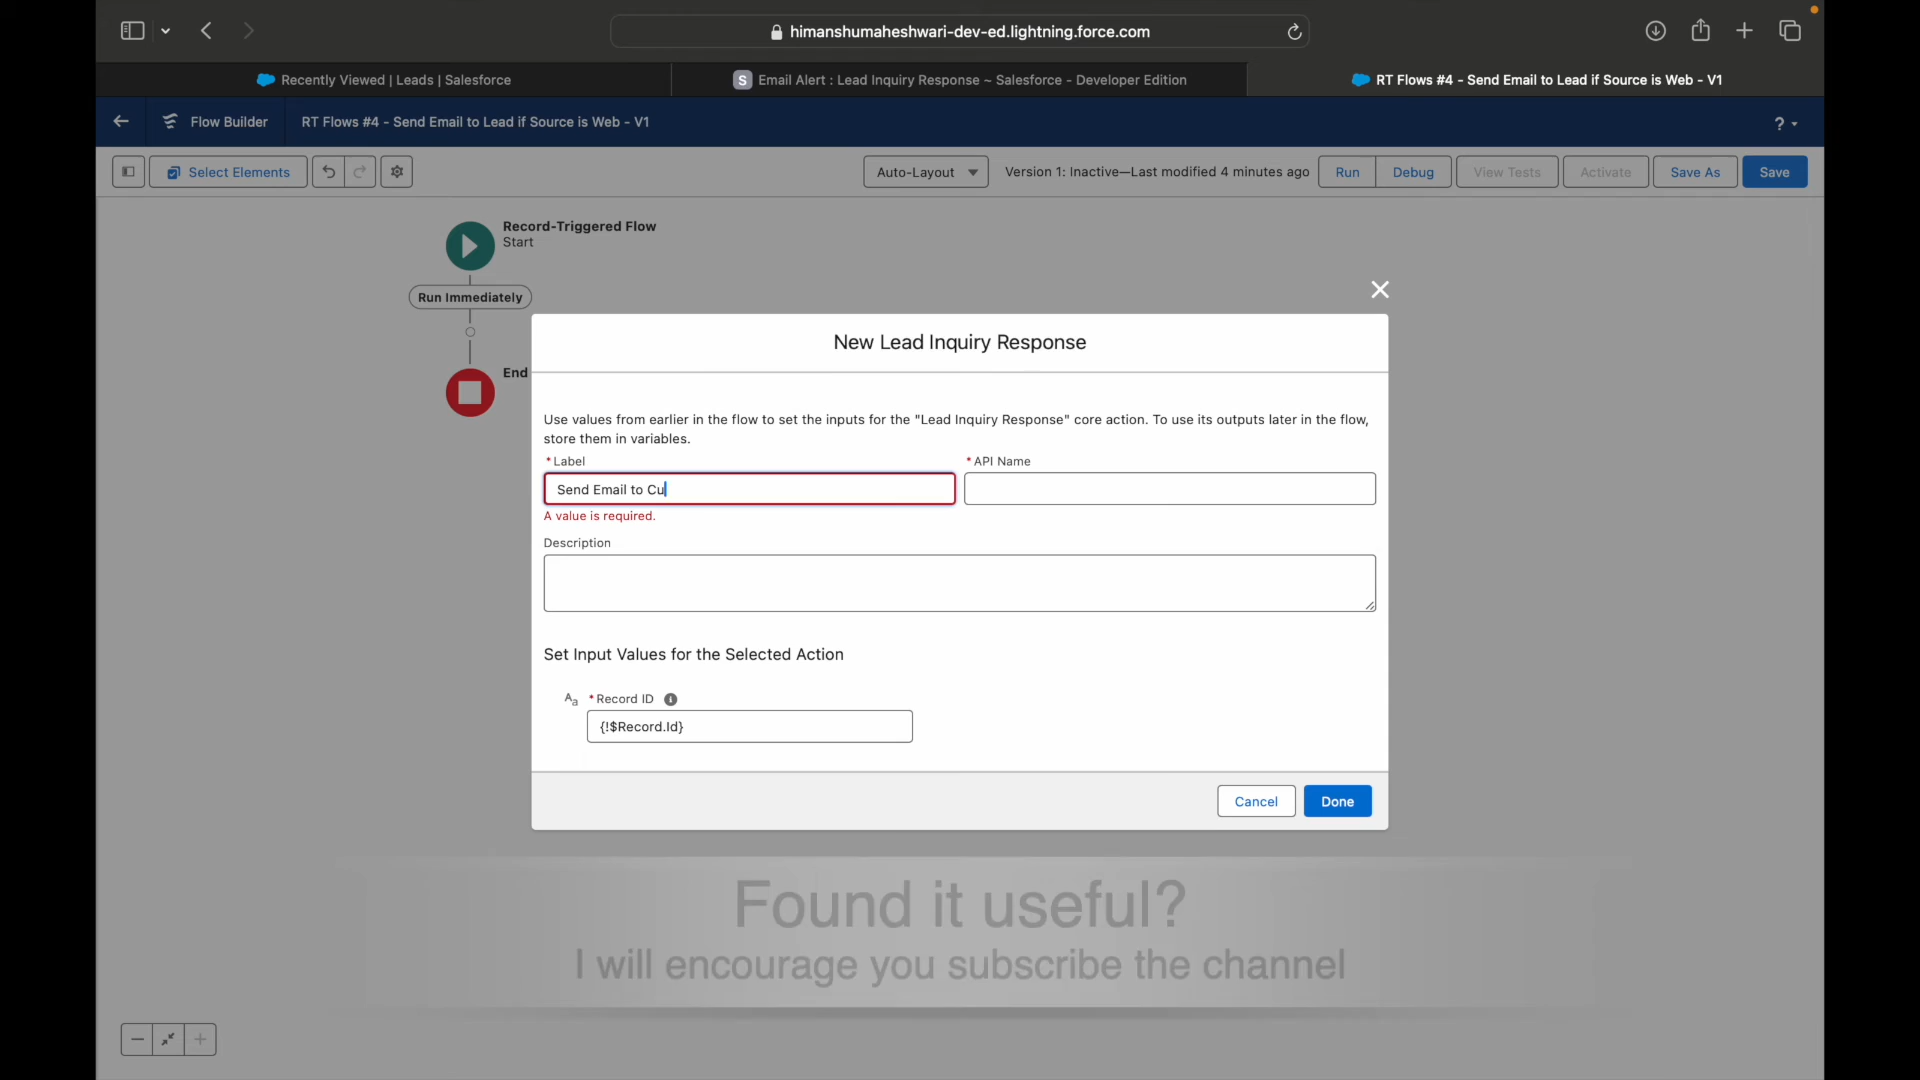 himanshumaheshwari-dev-ed.lightning.force.com
Recently Viewed | Leads | Salesforce
S
Email Alert : Lead Inquiry Response ~ Salesforce - Developer Edition
RT Flows #4 - Send Email to Lead if Source is Web - V1
Flow Builder
RT Flows #4 - Send Email to Lead if Source is Web - V1
?
Select Elements
Auto-Layout
Version 1: Inactive—Last modified 4 minutes ago
Run
Debug
View Tests
Activate
Save As
Save
Record-Triggered Flow
Start
Run Immediately
End
New Lead Inquiry Response
Use values from earlier in the flow to set the inputs for the "Lead Inquiry Response" core action. To use its outputs later in the flow,
store them in variables.
* Label
* API Name
Send Email to Cu
A value is required.
Description
Set Input Values for the Selected Action
Aa * Record ID
{!$Record.Id}
Cancel
Done
Found it useful?
I will encourage you subscribe the channel